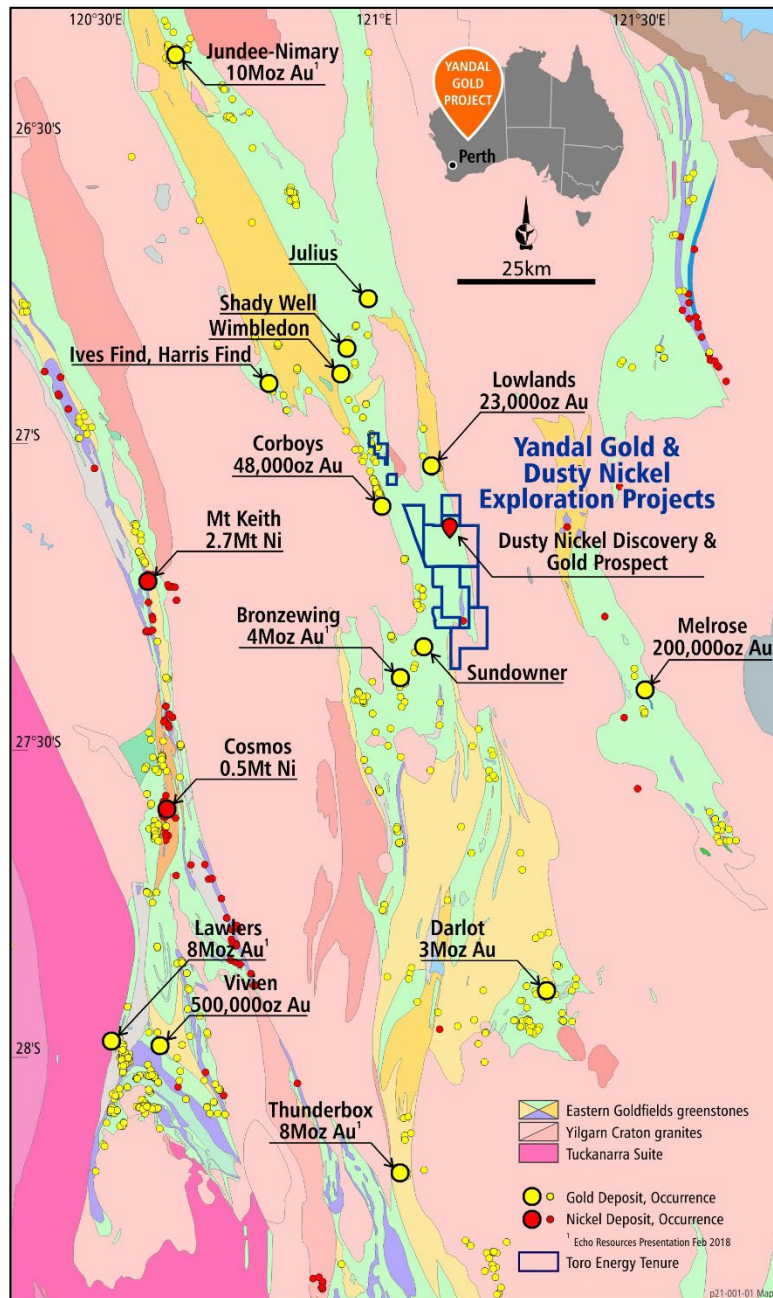 120°30'E
121°0'E
121°30'E
Jundee-Nimary
10Moz Au¹
YANDAL
GOLD
PROJECT
Perth
26°30'S
25km
Julius
Shady Well
Wimbledon
Ives Find, Harris Find
Lowlands
23,000oz Au
27°S
Corboys
48,000oz Au
Yandal Gold &
Dusty Nickel
Exploration Projects
Mt Keith
2.7Mt Ni
Dusty Nickel Discovery &
Gold Prospect
Bronzewing
4Moz Au¹
Sundowner
Melrose
200,000oz Au
27°30'S
Cosmos
0.5Mt Ni
Lawlers
8Moz Au¹
Vivien
500,000oz Au
Darlot
3Moz Au
28°S
Thunderbox
8Moz Au¹
Eastern Goldfields greenstones
Yilgarn Craton granites
Tuckanarra Suite
Gold Deposit, Occurrence
Nickel Deposit, Occurrence
¹ Echo Resources Presentation Feb 2018
Toro Energy Tenure
p21-001-01 Map